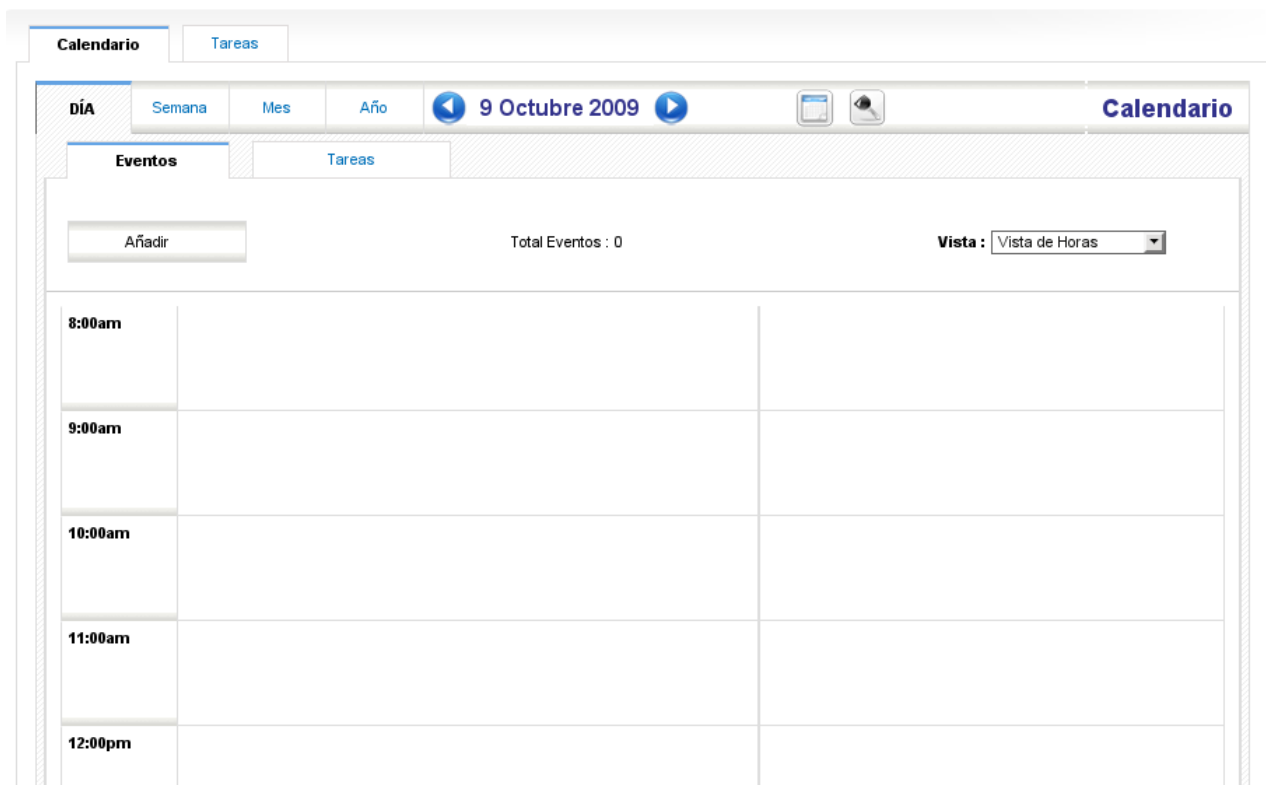 Calendario Tareas
DÍA Semana Mes Año 9 Octubre 2009 Calendario
Eventos Tareas
Añadir Total Eventos : 0 Vista : Vista de Horas
8:00am
9:00am
10:00am
11:00am
12:00pm